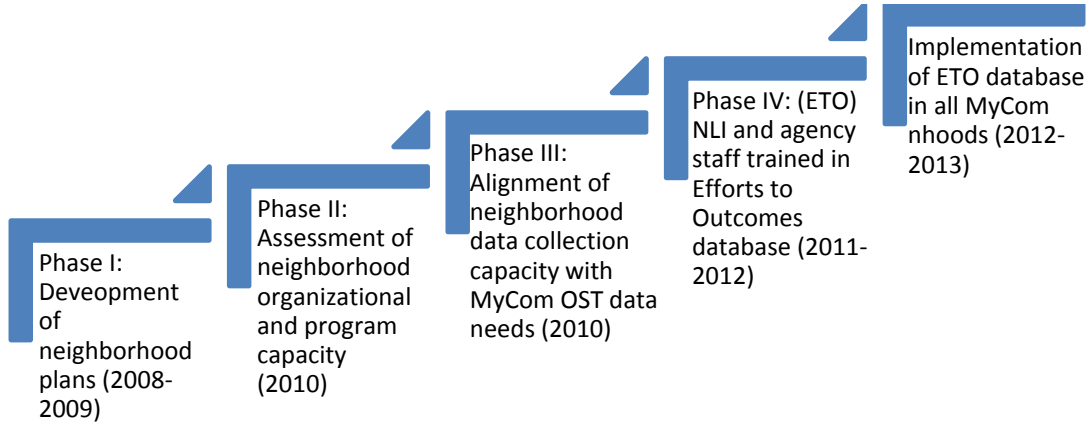 Phase I:
Deveopment
of
neighborhood
plans (2008-
2009)
Phase II:
Assessment of
neighborhood
organizational
and program
capacity
(2010)
Phase III:
Alignment of
neighborhood
data collection
capacity with
MyCom OST data
needs (2010)
Phase IV: (ETO)
NLI and agency
staff trained in
Efforts to
Outcomes
database (2011-
2012)
Implementation
of ETO database
in all MyCom
nhoods (2012-
2013)